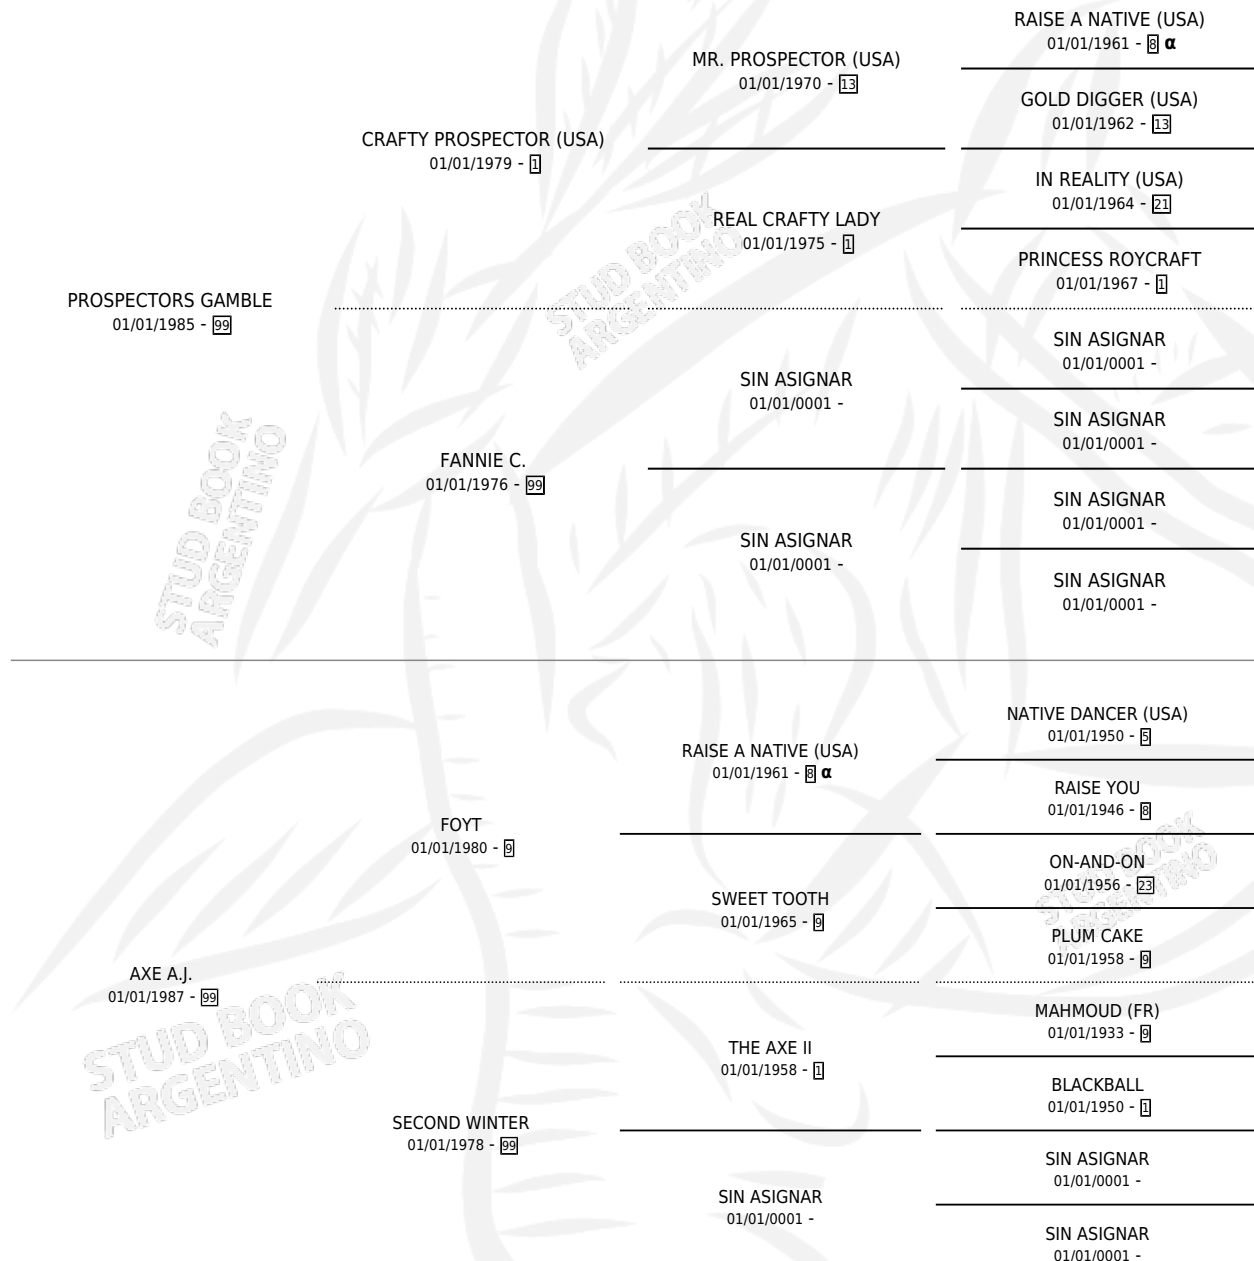 RAISE A NATIVE (USA)
01/01/1961 - 8 α
MR. PROSPECTOR (USA)
01/01/1970 - 13
GOLD DIGGER (USA)
01/01/1962 - 13
CRAFTY PROSPECTOR (USA)
01/01/1979 - 1
IN REALITY (USA)
01/01/1964 - 21
REAL CRAFTY LADY
01/01/1975 - 1
PRINCESS ROYCRAFT
01/01/1967 - 1
PROSPECTORS GAMBLE
01/01/1985 - 99
SIN ASIGNAR
01/01/0001 -
SIN ASIGNAR
01/01/0001 -
SIN ASIGNAR
01/01/0001 -
FANNIE C.
01/01/1976 - 99
SIN ASIGNAR
01/01/0001 -
SIN ASIGNAR
01/01/0001 -
SIN ASIGNAR
01/01/0001 -
STUD BOOK
ARGENTINO
STUD BOOK
ARGENTINO
NATIVE DANCER (USA)
01/01/1950 - 5
RAISE A NATIVE (USA)
01/01/1961 - 8 α
RAISE YOU
01/01/1946 - 8
FOYT
01/01/1980 - 9
ON-AND-ON
01/01/1956 - 23
SWEET TOOTH
01/01/1965 - 9
PLUM CAKE
01/01/1958 - 9
AXE A.J.
01/01/1987 - 99
MAHMOUD (FR)
01/01/1933 - 9
THE AXE II
01/01/1958 - 1
BLACKBALL
01/01/1950 - 1
SECOND WINTER
01/01/1978 - 99
SIN ASIGNAR
01/01/0001 -
SIN ASIGNAR
01/01/0001 -
SIN ASIGNAR
01/01/0001 -
STUD BOOK
ARGENTINO
STUD BOOK
ARGENTINO